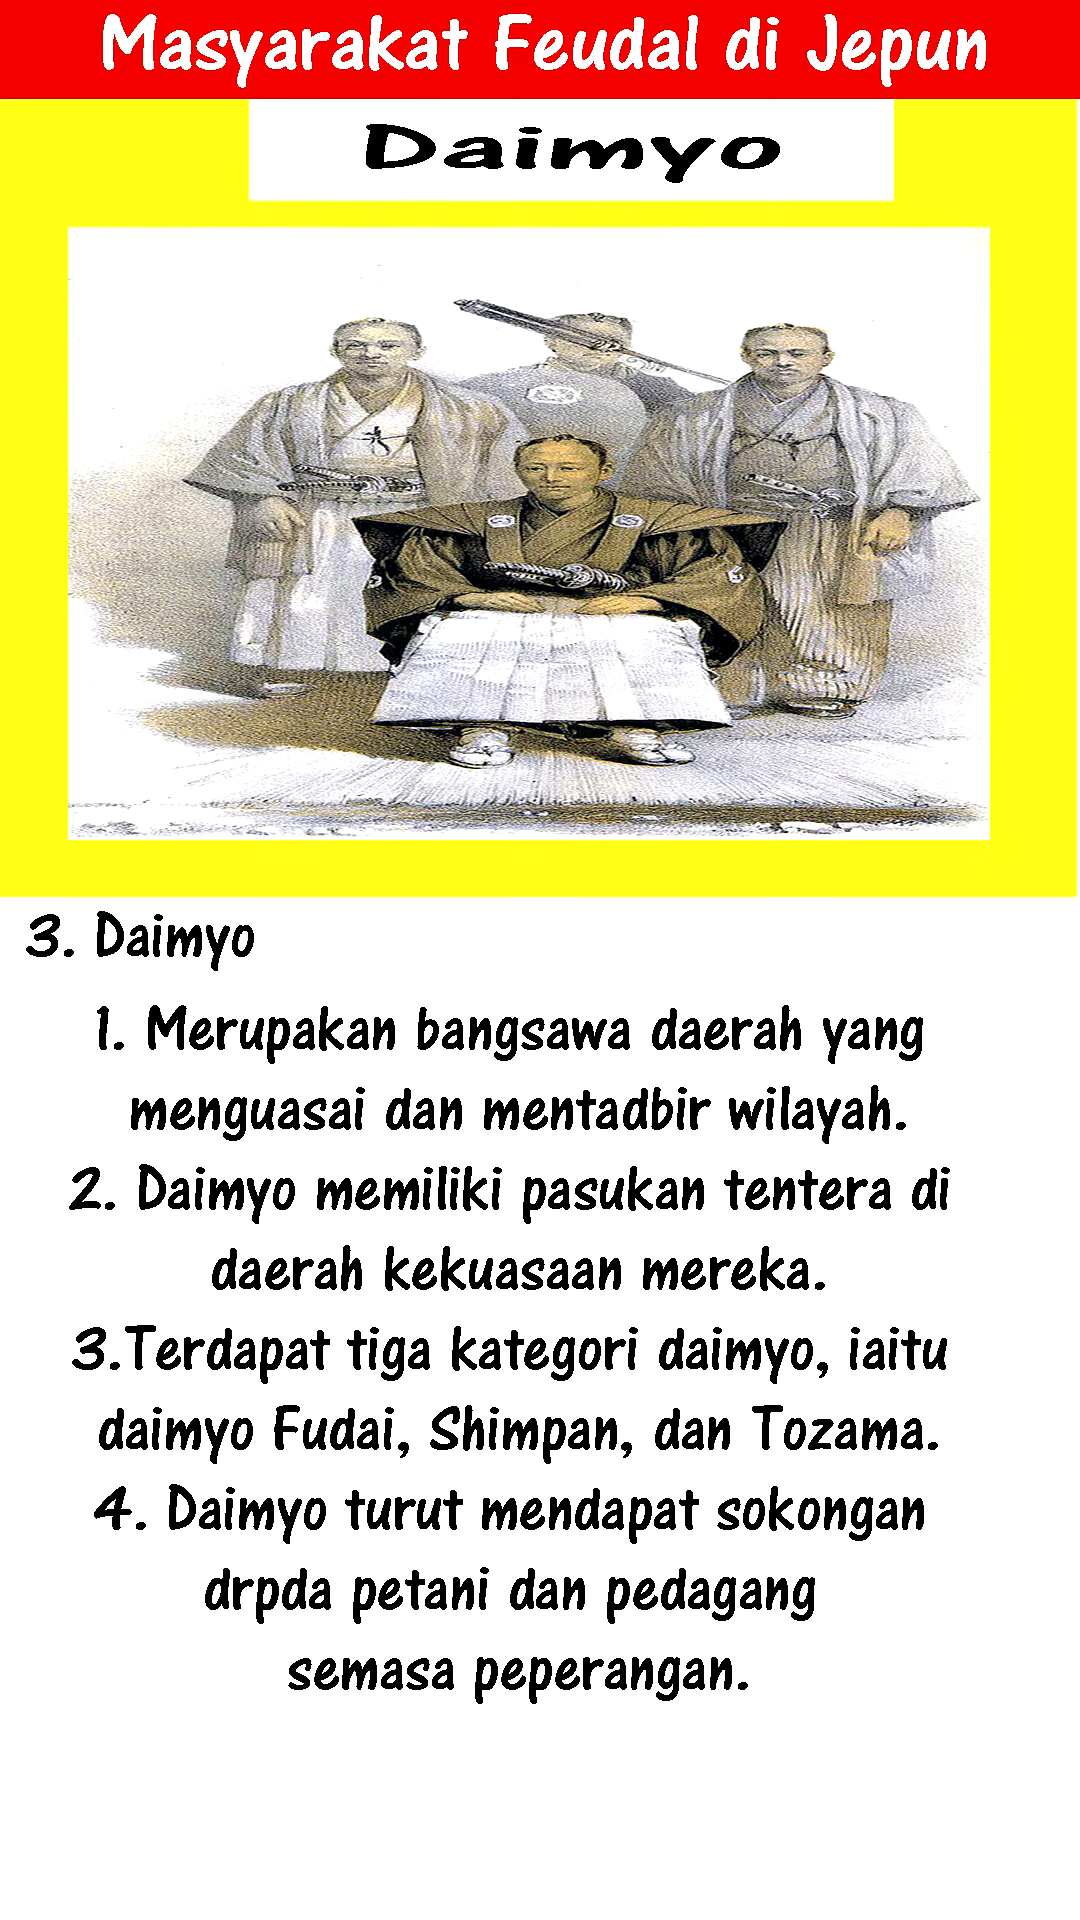 Masyarakat Feudal di Jepun
Daimyo
3. Daimyo
1. Merupakan bangsawa daerah yang
menguasai dan mentadbir wilayah.
2. Daimyo memiliki pasukan tentera di
daerah kekuasaan mereka.
3.Terdapat tiga kategori daimyo, iaitu
daimyo Fudai, Shimpan, dan Tozama.
4. Daimyo turut mendapat sokongan
drpda petani dan pedagang
semasa peperangan.